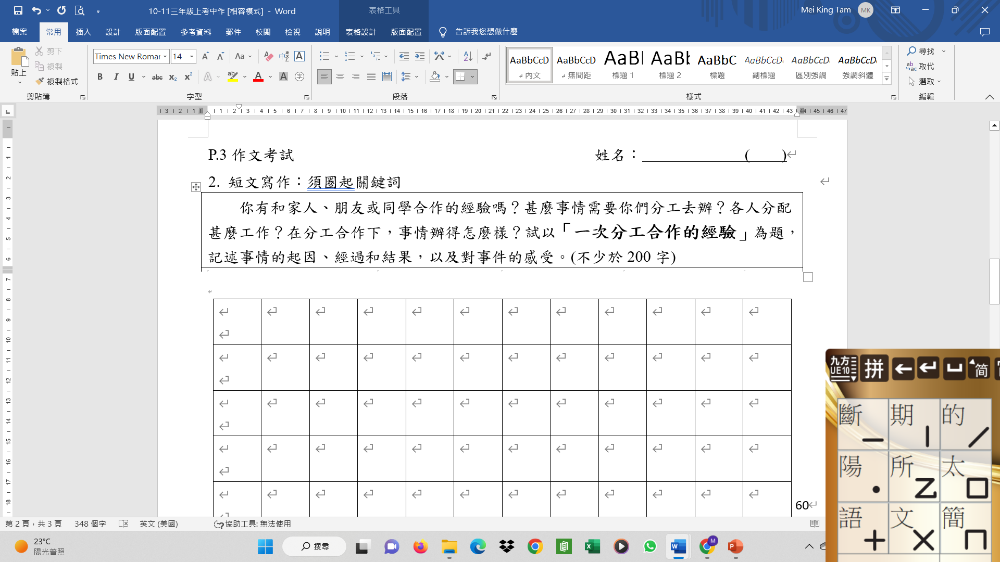 10-11三年級上考中作 [相容模式] - Word
表格工具
Mei King Tam
MK
檔案
常用
插入
設計
版面配置
參考資料
郵件
校閱
檢視
說明
表格設計
版面配置
告訴我您想做什麼
貼上
剪下
複製
複製格式
剪貼簿
Times New Roman
14
字型
段落
AaBbCcD
內文
AaBbCcD
無間距
標題 1
標題 2
AaBbC
標題
AaBbCcD
副標題
AaBbCcD
區別強調
AaBbCcD
強調斜體
樣式
尋找
取代
選取
編輯
P.3 作文考試
姓名：( )
2. 短文寫作：須圈起關鍵詞
你有和家人、朋友或同學合作的經驗嗎？甚麼事情需要你們分工去辦？各人分配
甚麼工作？在分工合作下，事情辦得怎麼樣？試以「一次分工合作的經驗」為題，
記述事情的起因、經過和結果，以及對事件的感受。(不少於 200 字)
60
九方
UE10
拼
简
斷
期
的
陽
所
太
語
文
簡
第 2 頁，共 3 頁
348 個字
英文 (美國)
協助工具: 無法使用
23°C
陽光普照
搜尋